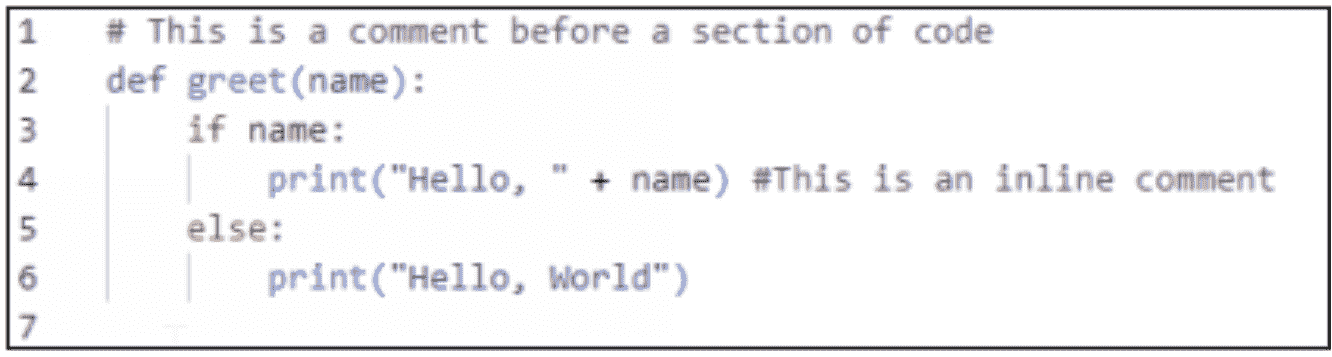 1 # This is a comment before a section of code
2 def greet(name):
3     if name:
4         print("Hello, " + name) #This is an inline comment
5     else:
6         print("Hello, World")
7